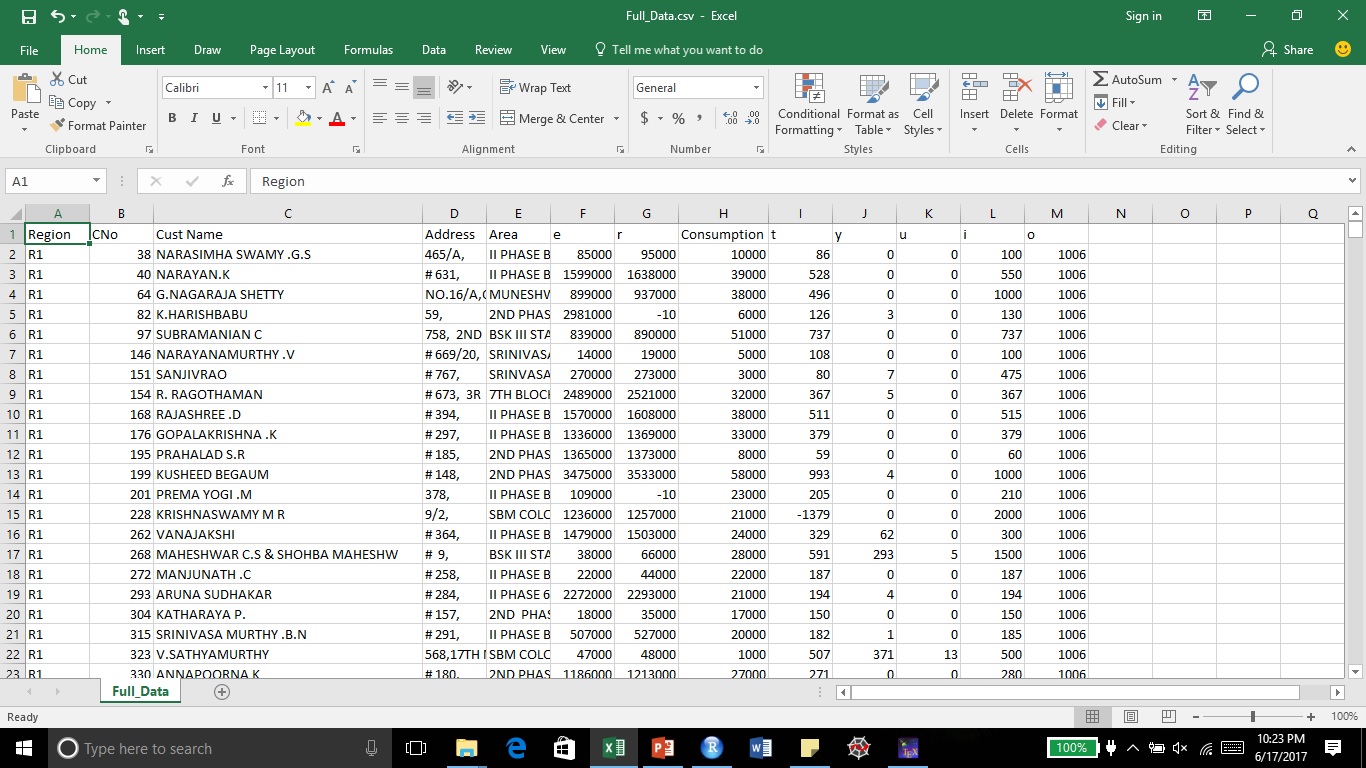 Full_Data.csv - Excel
Sign in
File Home Insert Draw Page Layout Formulas Data Review View Tell me what you want to do Share
Paste
Cut
Copy
Format Painter
Clipboard
Calibri 11
B I U
Font
Wrap Text
Merge & Center
Alignment
General
$ % ,
Number
Conditional Formatting
Format as Table
Cell Styles
Styles
Insert Delete Format
Cells
AutoSum
Fill
Clear
Sort & Filter
Find & Select
Editing
A1 fx Region
A B C D E F G H I J K L M N O P Q
1 Region CNo Cust Name Address Area e r Consumption t y u i o
2 R1 38 NARASIMHA SWAMY .G.S 465/A, II PHASE B 85000 95000 10000 86 0 0 100 1006
3 R1 40 NARAYAN.K # 631, II PHASE B 1599000 1638000 39000 528 0 0 550 1006
4 R1 64 G.NAGARAJA SHETTY NO.16/A, MUNESHW 899000 937000 38000 496 0 0 1000 1006
5 R1 82 K.HARISHBABU 59, 2ND PHAS 2981000 -10 6000 126 3 0 130 1006
6 R1 97 SUBRAMANIAN C 758, 2ND BSK III STA 839000 890000 51000 737 0 0 737 1006
7 R1 146 NARAYANAMURTHY .V # 669/20, SRINIVASA 14000 19000 5000 108 0 0 100 1006
8 R1 151 SANJIVRAO # 767, SRINVASA 270000 273000 3000 80 7 0 475 1006
9 R1 154 R. RAGOTHAMAN # 673, 3R 7TH BLOCK 2489000 2521000 32000 367 5 0 367 1006
10 R1 168 RAJASHREE .D # 394, II PHASE B 1570000 1608000 38000 511 0 0 515 1006
11 R1 176 GOPALAKRISHNA .K # 297, II PHASE B 1336000 1369000 33000 379 0 0 379 1006
12 R1 195 PRAHALAD S.R # 185, 2ND PHAS 1365000 1373000 8000 59 0 0 60 1006
13 R1 199 KUSHEED BEGAUM # 148, 2ND PHAS 3475000 3533000 58000 993 4 0 1000 1006
14 R1 201 PREMA YOGI .M 378, II PHASE B 109000 -10 23000 205 0 0 210 1006
15 R1 228 KRISHNASWAMY M R 9/2, SBM COLO 1236000 1257000 21000 -1379 0 0 2000 1006
16 R1 262 VANAJAKSHI # 364, II PHASE B 1479000 1503000 24000 329 62 0 300 1006
17 R1 268 MAHESHWAR C.S & SHOHBA MAHESHW # 9, BSK III STA 38000 66000 28000 591 293 5 1500 1006
18 R1 272 MANJUNATH .C # 258, II PHASE B 22000 44000 22000 187 0 0 187 1006
19 R1 293 ARUNA SUDHAKAR # 284, II PHASE 6 2272000 2293000 21000 194 4 0 194 1006
20 R1 304 KATHARAYA P. # 157, 2ND PHAS 18000 35000 17000 150 0 0 150 1006
21 R1 315 SRINIVASA MURTHY .B.N # 291, II PHASE B 507000 527000 20000 182 1 0 185 1006
22 R1 323 V.SATHYAMURTHY 568,17TH SBM COLO 47000 48000 1000 507 371 13 500 1006
23 R1 330 ANNAPOORNA K # 180, 2ND PHAS 1186000 1213000 27000 271 0 0 280 1006
Full_Data
Ready 100%
Type here to search 100% 10:23 PM
6/17/2017